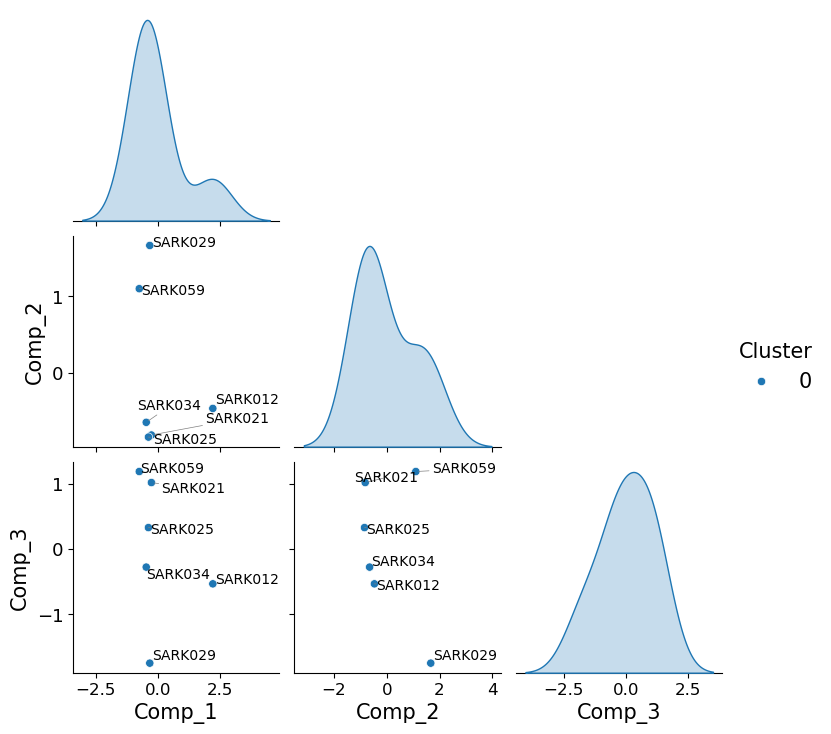 SARK029
SARK059
SARK034
SARK012
SARK021
SARK025
1
0
Comp_2
Cluster
0
SARK059
SARK021
SARK025
SARK034
SARK012
SARK029
1
0
−1
Comp_3
SARK059
SARK021
SARK025
SARK034
SARK012
SARK029
−2.5 0.0 2.5
Comp_1
−2 0 2 4
Comp_2
−2.5 0.0 2.5
Comp_3